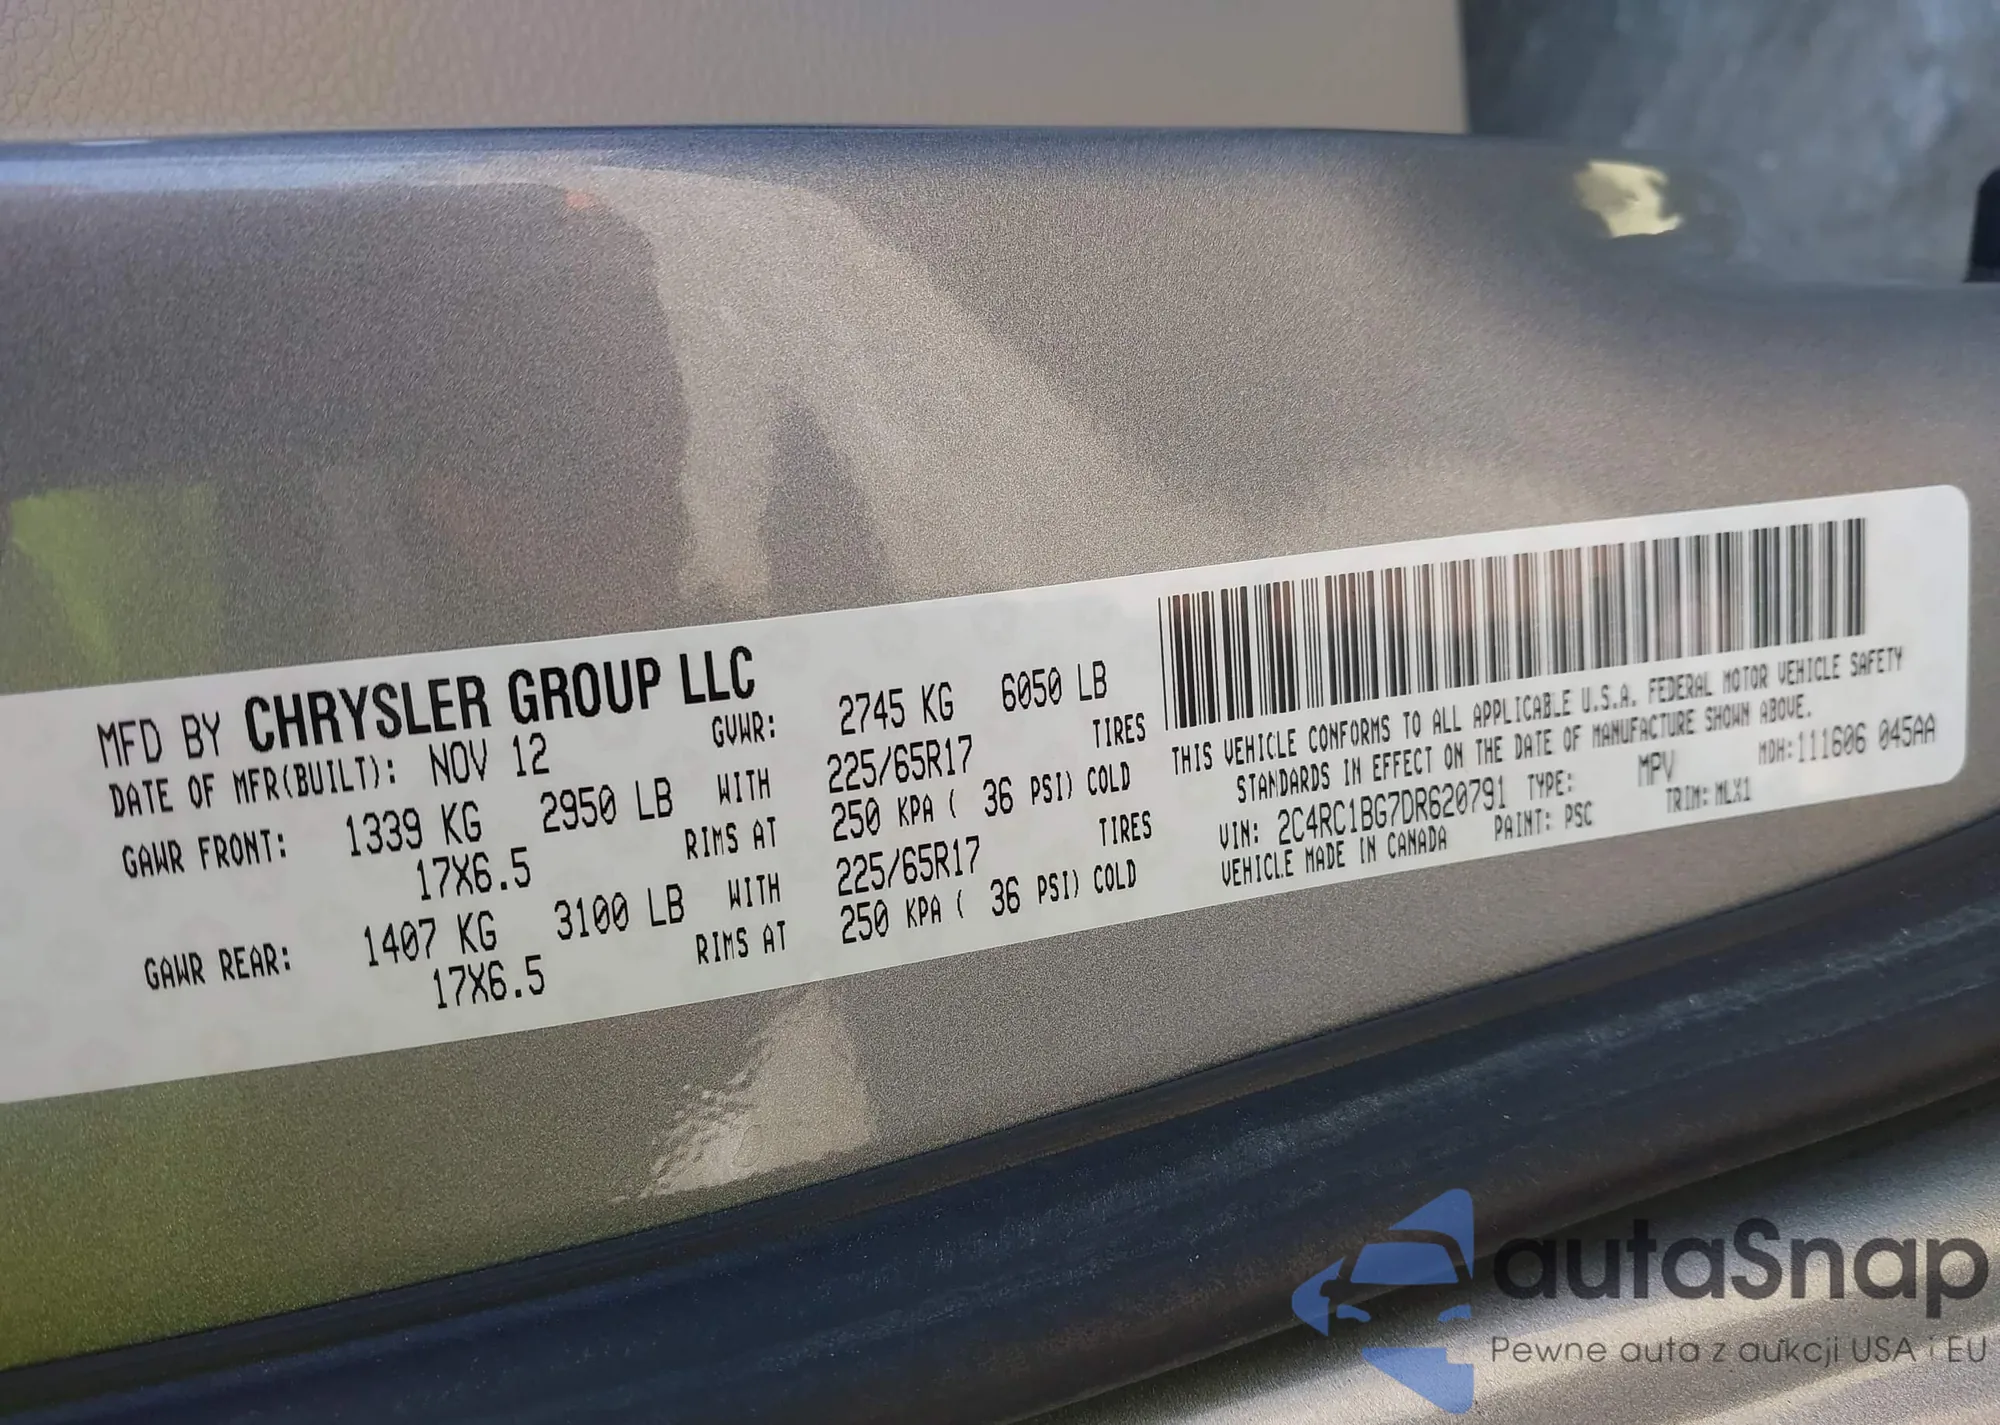 MFD BY CHRYSLER GROUP LLC
DATE OF MFR(BUILT): NOV 12 GVWR: 2745 KG 6050 LB
GAWR FRONT: 1339 KG 2950 LB WITH 225/65R17 TIRES
17X6.5 RIMS AT 250 KPA ( 36 PSI) COLD
GAWR REAR: 1407 KG 3100 LB WITH 225/65R17 TIRES
17X6.5 RIMS AT 250 KPA ( 36 PSI) COLD
THIS VEHICLE CONFORMS TO ALL APPLICABLE U.S.A. FEDERAL MOTOR VEHICLE SAFETY
STANDARDS IN EFFECT ON THE DATE OF MANUFACTURE SHOWN ABOVE.
VIN: 2C4RC1BG7DR620791 TYPE: MPV MDH:111606 045AA
VEHICLE MADE IN CANADA PAINT: PSC TRIM: MLX1
autaSnap
Pewne auta z aukcji USA i EU